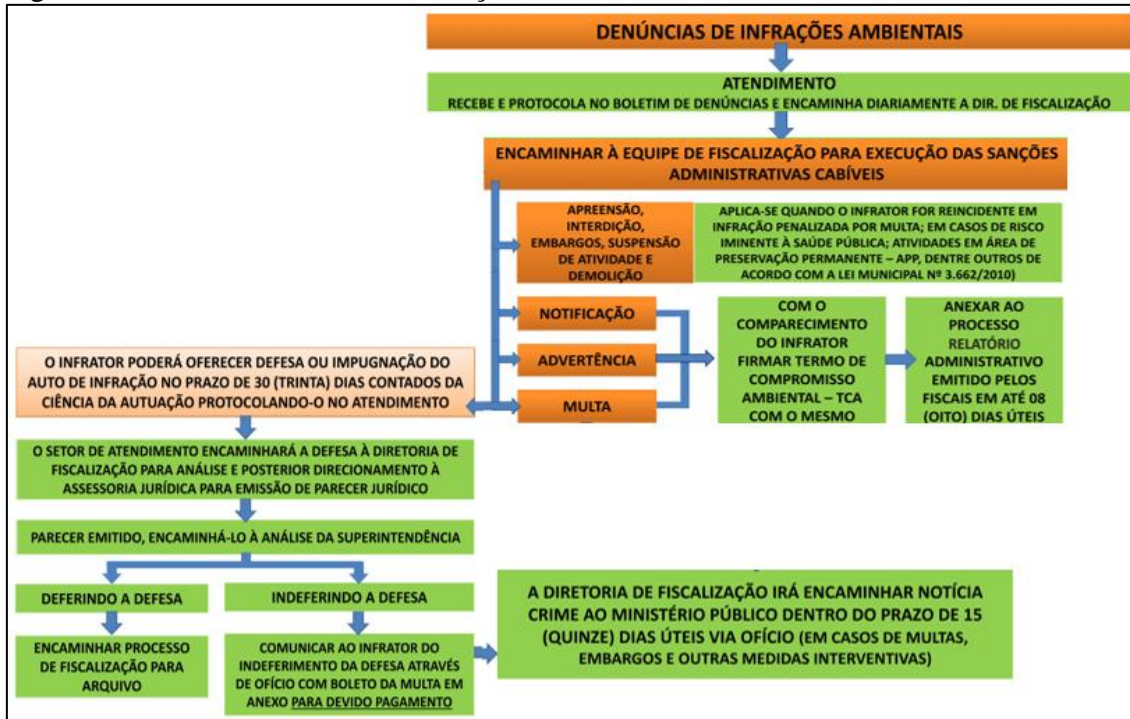 DENÚNCIAS DE INFRAÇÕES AMBIENTAIS
ATENDIMENTO
RECEBE E PROTOCOLA NO BOLETIM DE DENÚNCIAS E ENCAMINHA DIARIAMENTE A DIR. DE FISCALIZAÇÃO
ENCAMINHAR À EQUIPE DE FISCALIZAÇÃO PARA EXECUÇÃO DAS SANÇÕES
ADMINISTRATIVAS CABÍVEIS
APREENSÃO,
INTERDIÇÃO,
EMBARGOS, SUSPENSÃO
DE ATIVIDADE E
DEMOLIÇÃO
APLICA-SE QUANDO O INFRATOR FOR REINCIDENTE EM
INFRAÇÃO PENALIZADA POR MULTA; EM CASOS DE RISCO
IMINENTE À SAÚDE PÚBLICA; ATIVIDADES EM ÁREA DE
PRESERVAÇÃO PERMANENTE – APP, DENTRE OUTROS DE
ACORDO COM A LEI MUNICIPAL Nº 3.662/2010)
NOTIFICAÇÃO
ADVERTÊNCIA
MULTA
COM O
COMPARECIMENTO
DO INFRATOR
FIRMAR TERMO DE
COMPROMISSO
AMBIENTAL – TCA
COM O MESMO
ANEXAR AO
PROCESSO
RELATÓRIO
ADMINISTRATIVO
EMITIDO PELOS
FISCAIS EM ATÉ 08
(OITO) DIAS ÚTEIS
O INFRATOR PODERÁ OFERECER DEFESA OU IMPUGNAÇÃO DO
AUTO DE INFRAÇÃO NO PRAZO DE 30 (TRINTA) DIAS CONTADOS DA
CIÊNCIA DA AUTUAÇÃO PROTOCOLANDO-O NO ATENDIMENTO
O SETOR DE ATENDIMENTO ENCAMINHARÁ A DEFESA À DIRETORIA DE
FISCALIZAÇÃO PARA ANÁLISE E POSTERIOR DIRECIONAMENTO À
ASSESSORIA JURÍDICA PARA EMISSÃO DE PARECER JURÍDICO
PARECER EMITIDO, ENCAMINHÁ-LO À ANÁLISE DA SUPERINTENDÊNCIA
DEFERINDO A DEFESA
INDEFERINDO A DEFESA
ENCAMINHAR PROCESSO
DE FISCALIZAÇÃO PARA
ARQUIVO
COMUNICAR AO INFRATOR DO
INDEFERIMENTO DA DEFESA ATRAVÉS
DE OFÍCIO COM BOLETO DA MULTA EM
ANEXO PARA DEVIDO PAGAMENTO
A DIRETORIA DE FISCALIZAÇÃO IRÁ ENCAMINHAR NOTÍCIA
CRIME AO MINISTÉRIO PÚBLICO DENTRO DO PRAZO DE 15
(QUINZE) DIAS ÚTEIS VIA OFÍCIO (EM CASOS DE MULTAS,
EMBARGOS E OUTRAS MEDIDAS INTERVENTIVAS)